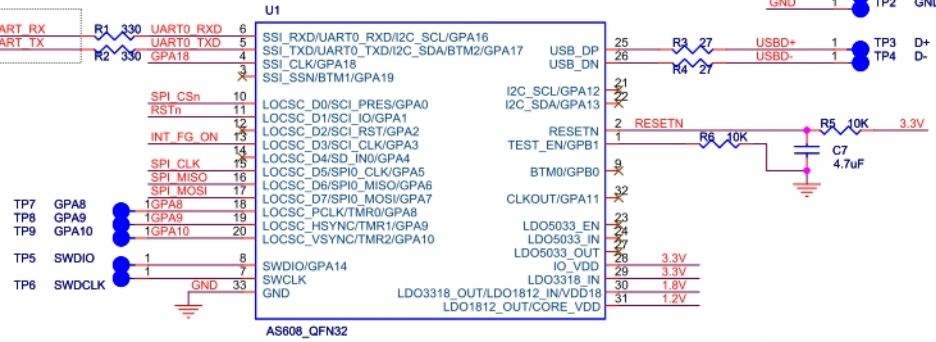 GND 1 TP2 GND
U1
ART_RX R1 330 UART0_RXD 6 SSI_RXD/UART0_RXD/I2C_SCL/GPA16
ART_TX R2 330 UART0_TXD 5 SSI_TXD/UART0_TXD/I2C_SDA/BTM2/GPA17 USB_DP 25 R3 27 USBD+ 1 TP3 D+
GPA18 4 SSI_CLK/GPA18 USB_DN 26 R4 27 USBD- 1 TP4 D-
3 SSI_SSN/BTM1/GPA19
I2C_SCL/GPA12 21
SPI_CSn 10 LOCSC_D0/SCI_PRES/GPA0 I2C_SDA/GPA13 22
RSTn 11 LOCSC_D1/SCI_IO/GPA1
12 LOCSC_D2/SCI_RST/GPA2 RESETN 2 RESETN R5 10K 3.3V
INT_FG_ON 13 LOCSC_D3/SCI_CLK/GPA3 TEST_EN/GPB1 1 R6 10K
14 LOCSC_D4/SD_IN0/GPA4 C7 4.7uF
SPI_CLK 15 LOCSC_D5/SPI0_CLK/GPA5 BTM0/GPB0 9
SPI_MISO 16 LOCSC_D6/SPI0_MISO/GPA6
SPI_MOSI 17 LOCSC_D7/SPI0_MOSI/GPA7 CLKOUT/GPA11 32
TP7 GPA8 1 GPA8 18 LOCSC_PCLK/TMR0/GPA8
TP8 GPA9 1 GPA9 19 LOCSC_HSYNC/TMR1/GPA9 LDO5033_EN 23
TP9 GPA10 1 GPA10 20 LOCSC_VSYNC/TMR2/GPA10 LDO5033_IN 24
LDO5033_OUT 27
TP5 SWDIO 1 8 SWDIO/GPA14 IO_VDD 28 3.3V
TP6 SWDCLK 1 7 SWCLK LDO3318_IN 29 3.3V
GND 33 GND LDO3318_OUT/LDO1812_IN/VDD18 30 1.8V
LDO1812_OUT/CORE_VDD 31 1.2V
AS608_QFN32